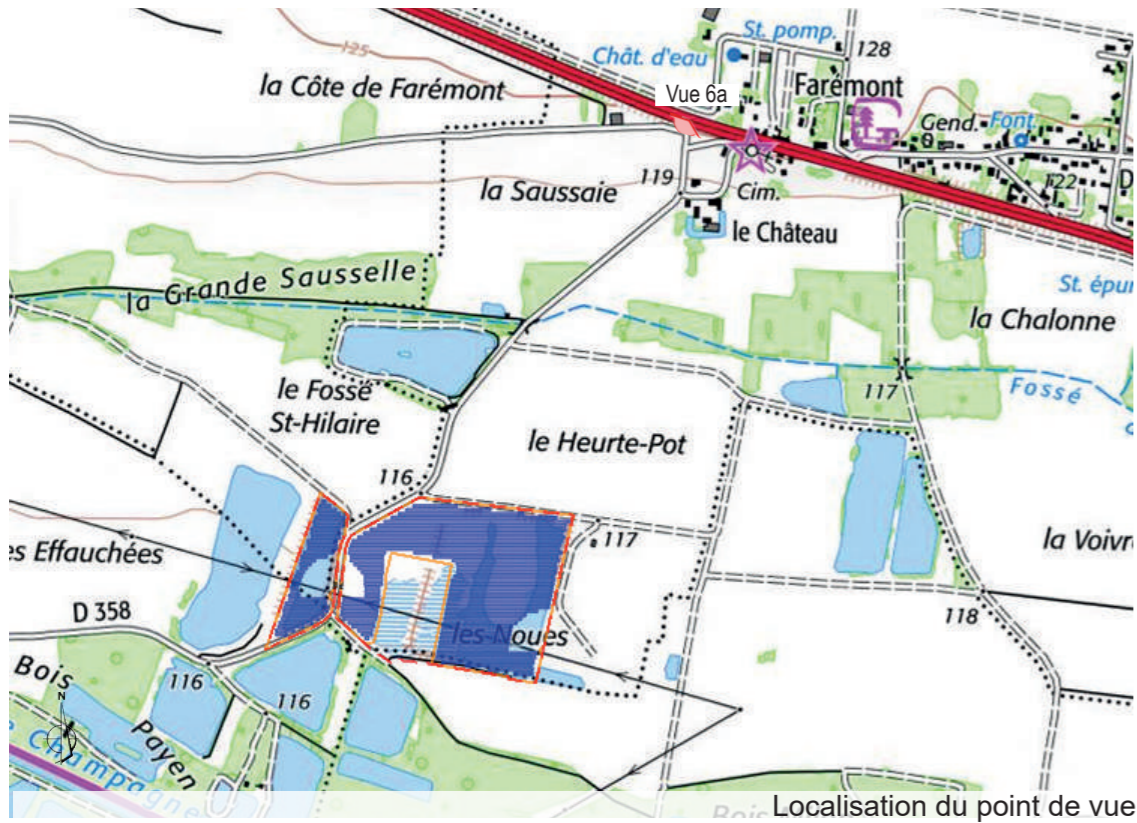 St. pomp.
125
Chât. d'eau
128
la Côte de Farémont
Vue 6a
Farémont
Gend.
Font.
119
la Saussaie
Cim.
122
D
le Château
la Grande Sausselle
St. épur
la Chalonne
le Fossé
St-Hilaire
117
Fossé
le Heurte-Pot
116
117
es Effauchées
la Voivr
D 358
les Noues
118
Bois
Payen
116
116
N
Champagne
Localisation du point de vue